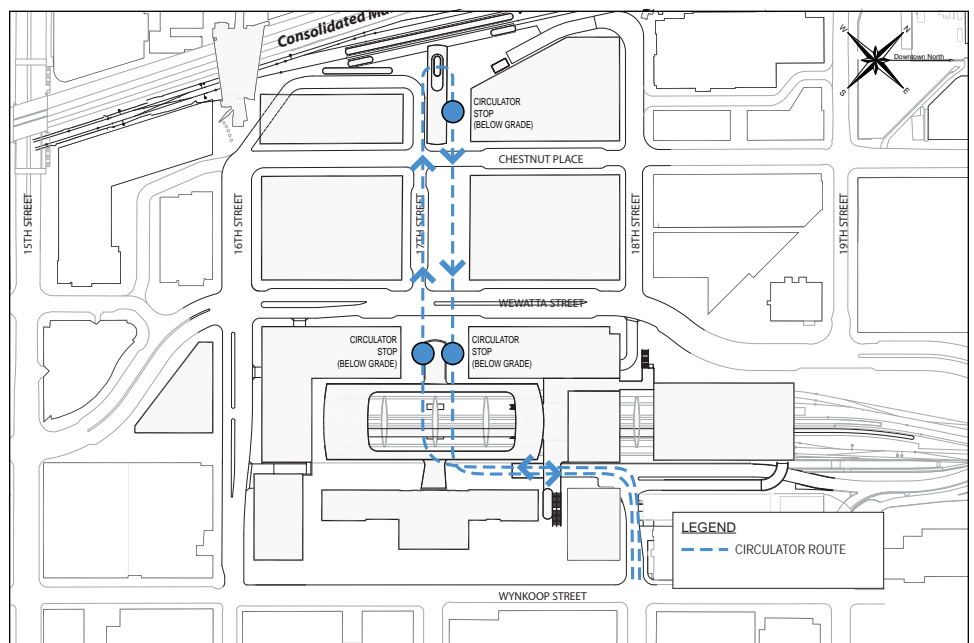 Consolidated Ma
W
N
Downtown North
S
E
CIRCULATOR
STOP
(BELOW GRADE)
CHESTNUT PLACE
15TH STREET
16TH STREET
17TH STREET
18TH STREET
19TH STREET
WEWATTA STREET
CIRCULATOR
STOP
(BELOW GRADE)
CIRCULATOR
STOP
(BELOW GRADE)
LEGEND
CIRCULATOR ROUTE
WYNKOOP STREET